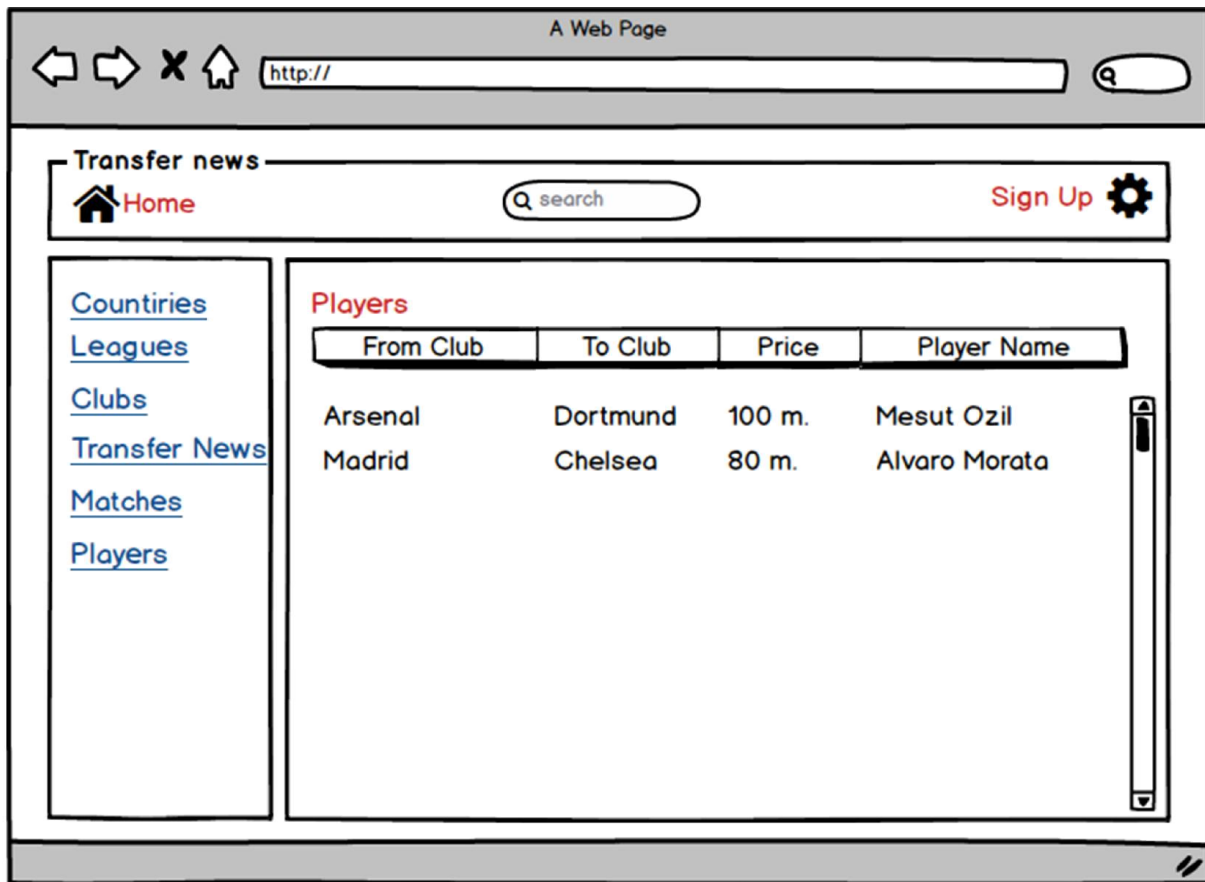 A Web Page
http://
Transfer news
Home search Sign Up
Countiries
Leagues
Clubs
Transfer News
Matches
Players
Players
From Club To Club Price Player Name
Arsenal Dortmund 100 m. Mesut Ozil
Madrid Chelsea 80 m. Alvaro Morata